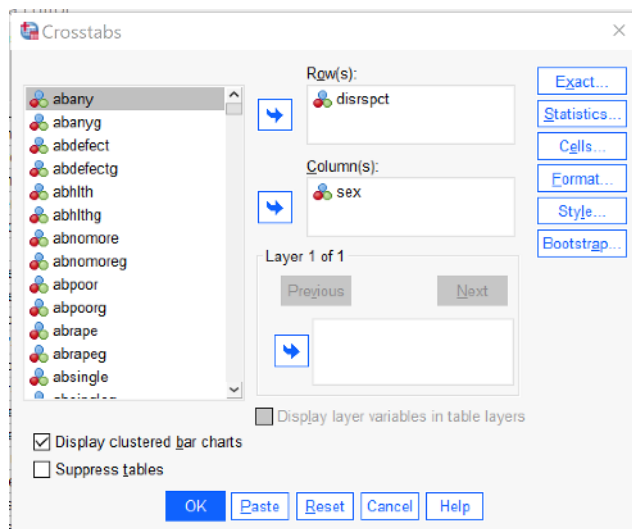 Crosstabs
abany
abanyg
abdefect
abdefectg
abhlth
abhlthg
abnomore
abnomoreg
abpoor
abpoorg
abrape
abrapeg
absingle
Row(s):
disrspct
Column(s):
sex
Layer 1 of 1
Previous Next
Display layer variables in table layers
Exact...
Statistics...
Cells...
Format...
Style...
Bootstrap...
Display clustered bar charts
Suppress tables
OK Paste Reset Cancel Help